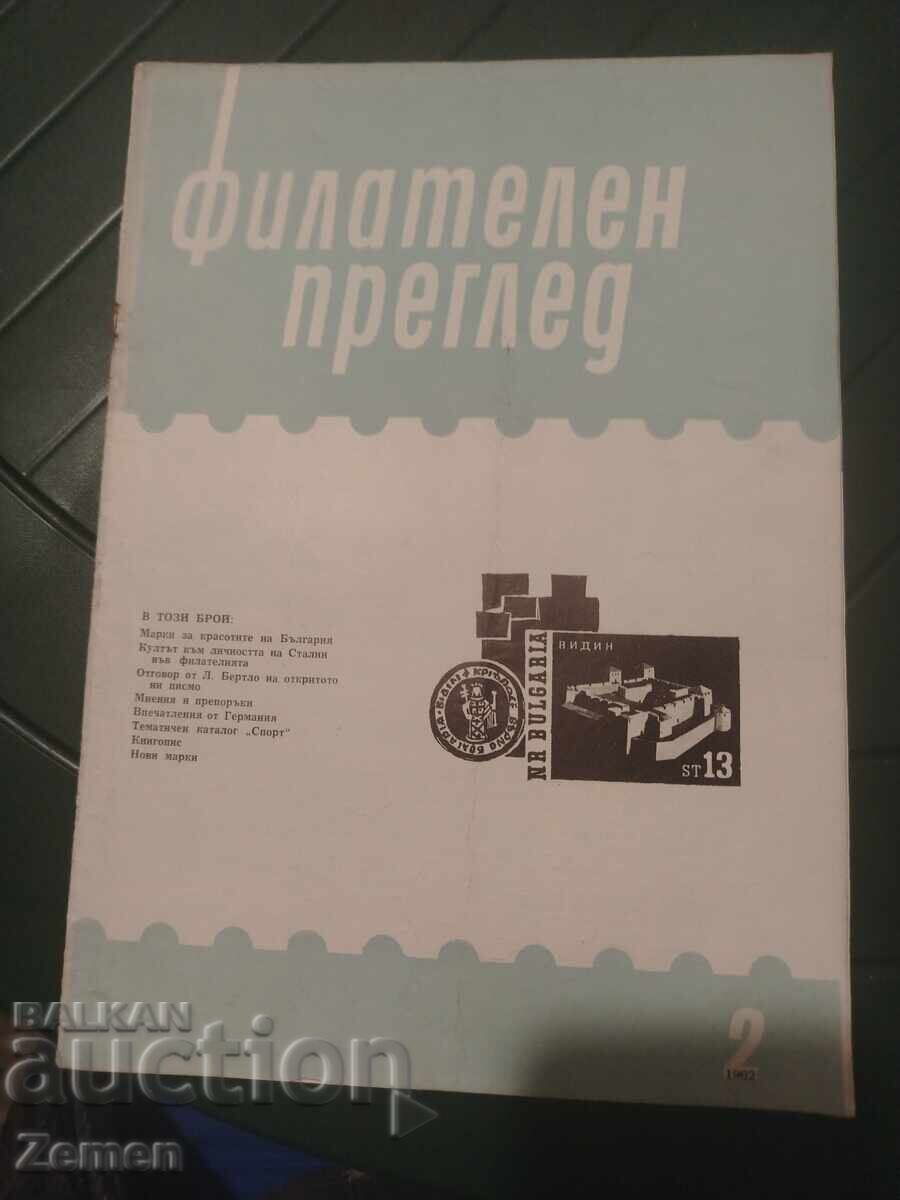 филателен
преглед
В ТОЗИ БРОЙ:
Марки за красотите на България
Култът към личността на Сталин
във филателията
Отговор от Л. Бертло на откритото
ни писмо
Мнения и препоръки
Впечатления от Германия
Тематичен каталог „Спорт“
Книгопис
Нови марки
NR BULGARIA
ВИДИН
ST 13
2
1962
BALKAN
auction
Zemen